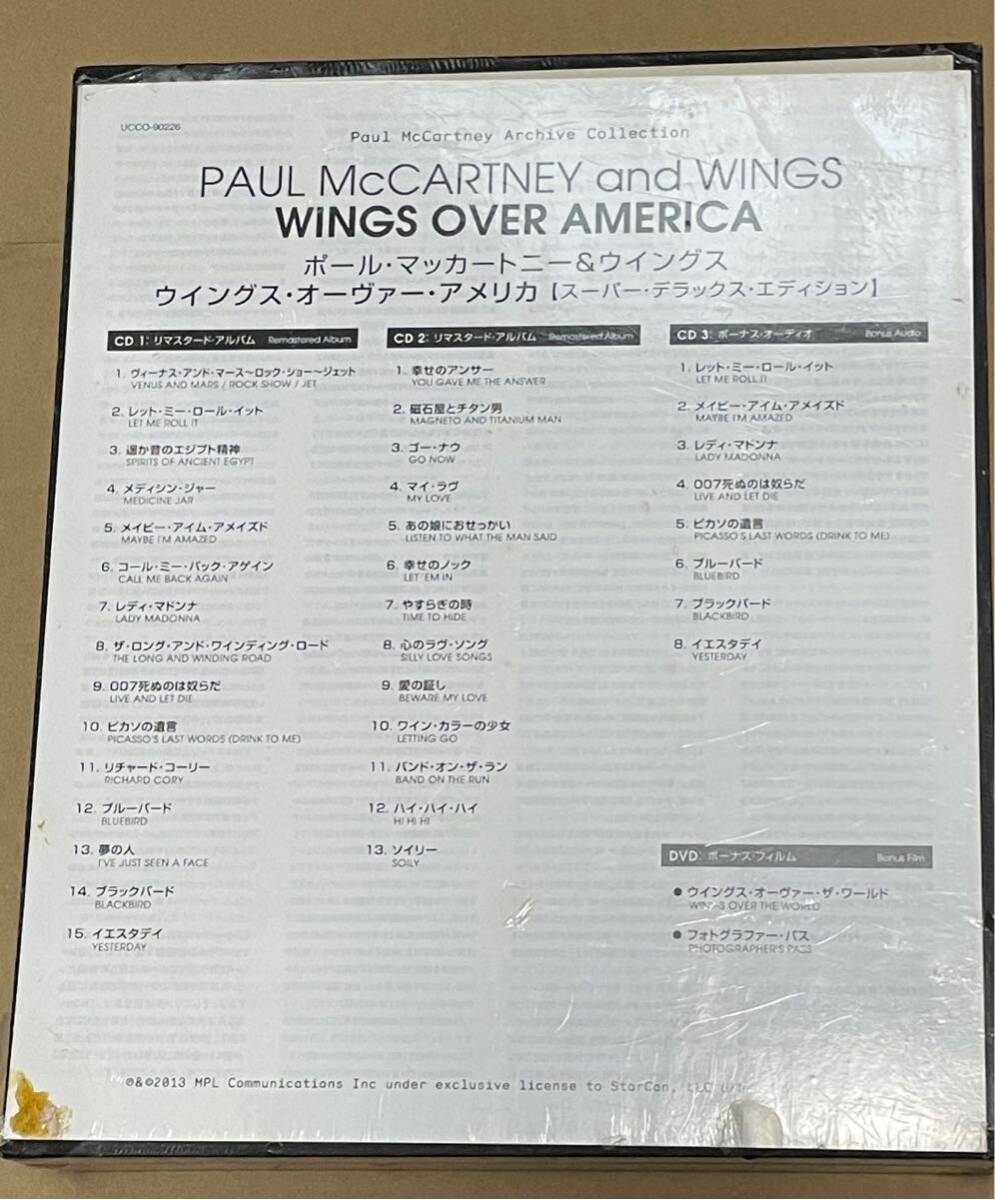 UCCO-90226
Paul McCartney Archive Collection
PAUL McCARTNEY and WINGS
WINGS OVER AMERICA
ポール・マッカートニー&ウイングス
ウイングス・オーヴァー・アメリカ【スーパー・デラックス・エディション】
CD 1: リマスタード・アルバム Remastered Album
1. ヴィーナス・アンド・マース〜ロック・ショー〜ジェット
VENUS AND MARS / ROCK SHOW / JET
2. レット・ミー・ロール・イット
LET ME ROLL IT
3. 遥か昔のエジプト精神
SPIRITS OF ANCIENT EGYPT
4. メディシン・ジャー
MEDICINE JAR
5. メイビー・アイム・アメイズド
MAYBE I'M AMAZED
6. コール・ミー・バック・アゲイン
CALL ME BACK AGAIN
7. レディ・マドンナ
LADY MADONNA
8. ザ・ロング・アンド・ワインディング・ロード
THE LONG AND WINDING ROAD
9. 007死ぬのは奴らだ
LIVE AND LET DIE
10. ピカソの遺言
PICASSO'S LAST WORDS (DRINK TO ME)
11. リチャード・コーリー
RICHARD CORY
12. ブルーバード
BLUEBIRD
13. 夢の人
I'VE JUST SEEN A FACE
14. ブラックバード
BLACKBIRD
15. イエスタデイ
YESTERDAY
CD 2: リマスタード・アルバム Remastered Album
1. 幸せのアンサー
YOU GAVE ME THE ANSWER
2. 磁石屋とチタン男
MAGNETO AND TITANIUM MAN
3. ゴー・ナウ
GO NOW
4. マイ・ラヴ
MY LOVE
5. あの娘におせっかい
LISTEN TO WHAT THE MAN SAID
6. 幸せのノック
LET 'EM IN
7. やすらぎの時
TIME TO HIDE
8. 心のラヴ・ソング
SILLY LOVE SONGS
9. 愛の証し
BEWARE MY LOVE
10. ワイン・カラーの少女
LETTING GO
11. バンド・オン・ザ・ラン
BAND ON THE RUN
12. ハイ・ハイ・ハイ
HI HI HI
13. ソイリー
SOILY
CD 3: ボーナス・オーディオ Bonus Audio
1. レット・ミー・ロール・イット
LET ME ROLL IT
2. メイビー・アイム・アメイズド
MAYBE I'M AMAZED
3. レディ・マドンナ
LADY MADONNA
4. 007死ぬのは奴らだ
LIVE AND LET DIE
5. ピカソの遺言
PICASSO'S LAST WORDS (DRINK TO ME)
6. ブルーバード
BLUEBIRD
7. ブラックバード
BLACKBIRD
8. イエスタデイ
YESTERDAY
DVD: ボーナス・フィルム Bonus Film
● ウイングス・オーヴァー・ザ・ワールド
WINGS OVER THE WORLD
● フォトグラファー・パス
PHOTOGRAPHER'S PASS
℗&©2013 MPL Communications Inc under exclusive license to StarCon, LLC